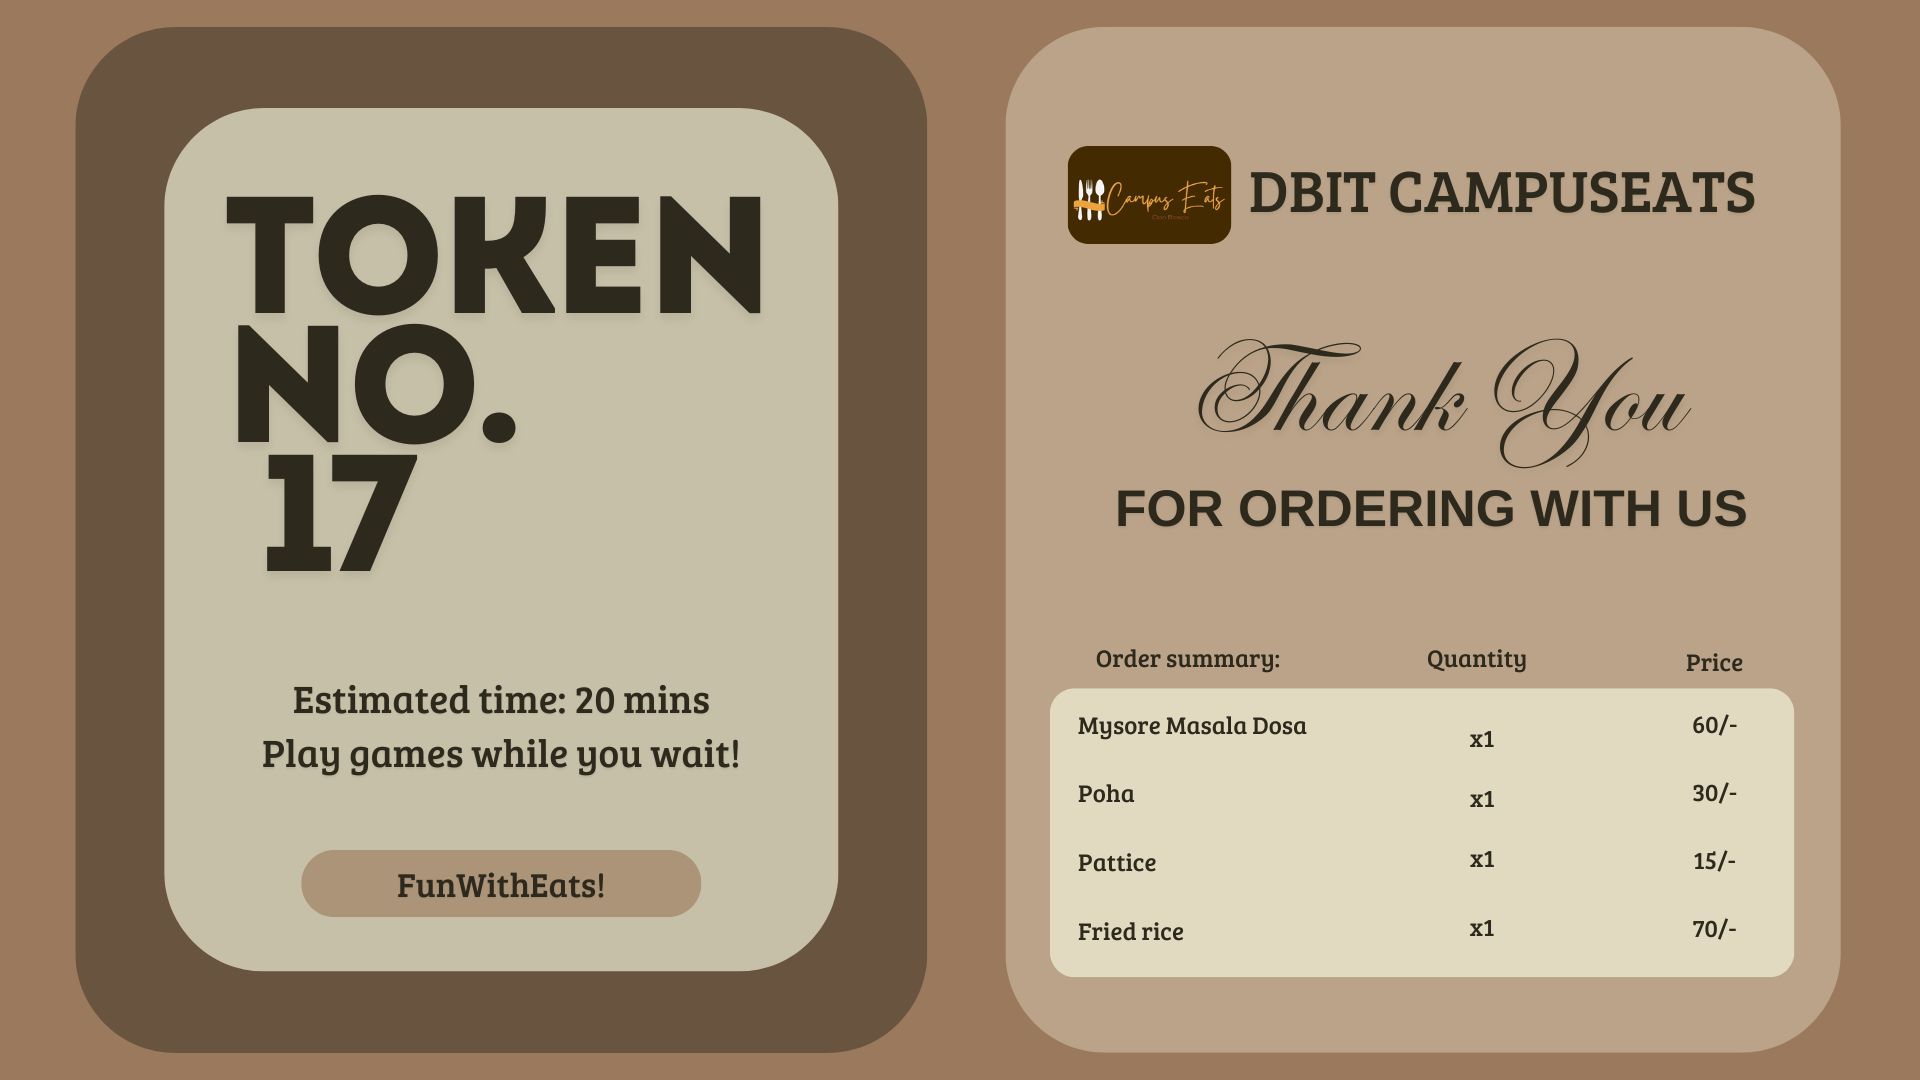 TOKEN
NO.
17
Estimated time: 20 mins
Play games while you wait!
FunWithEats!
Campus Eats
DBIT CAMPUSEATS
Thank You
FOR ORDERING WITH US
Order summary: Quantity Price
Mysore Masala Dosa x1 60/-
Poha x1 30/-
Pattice x1 15/-
Fried rice x1 70/-